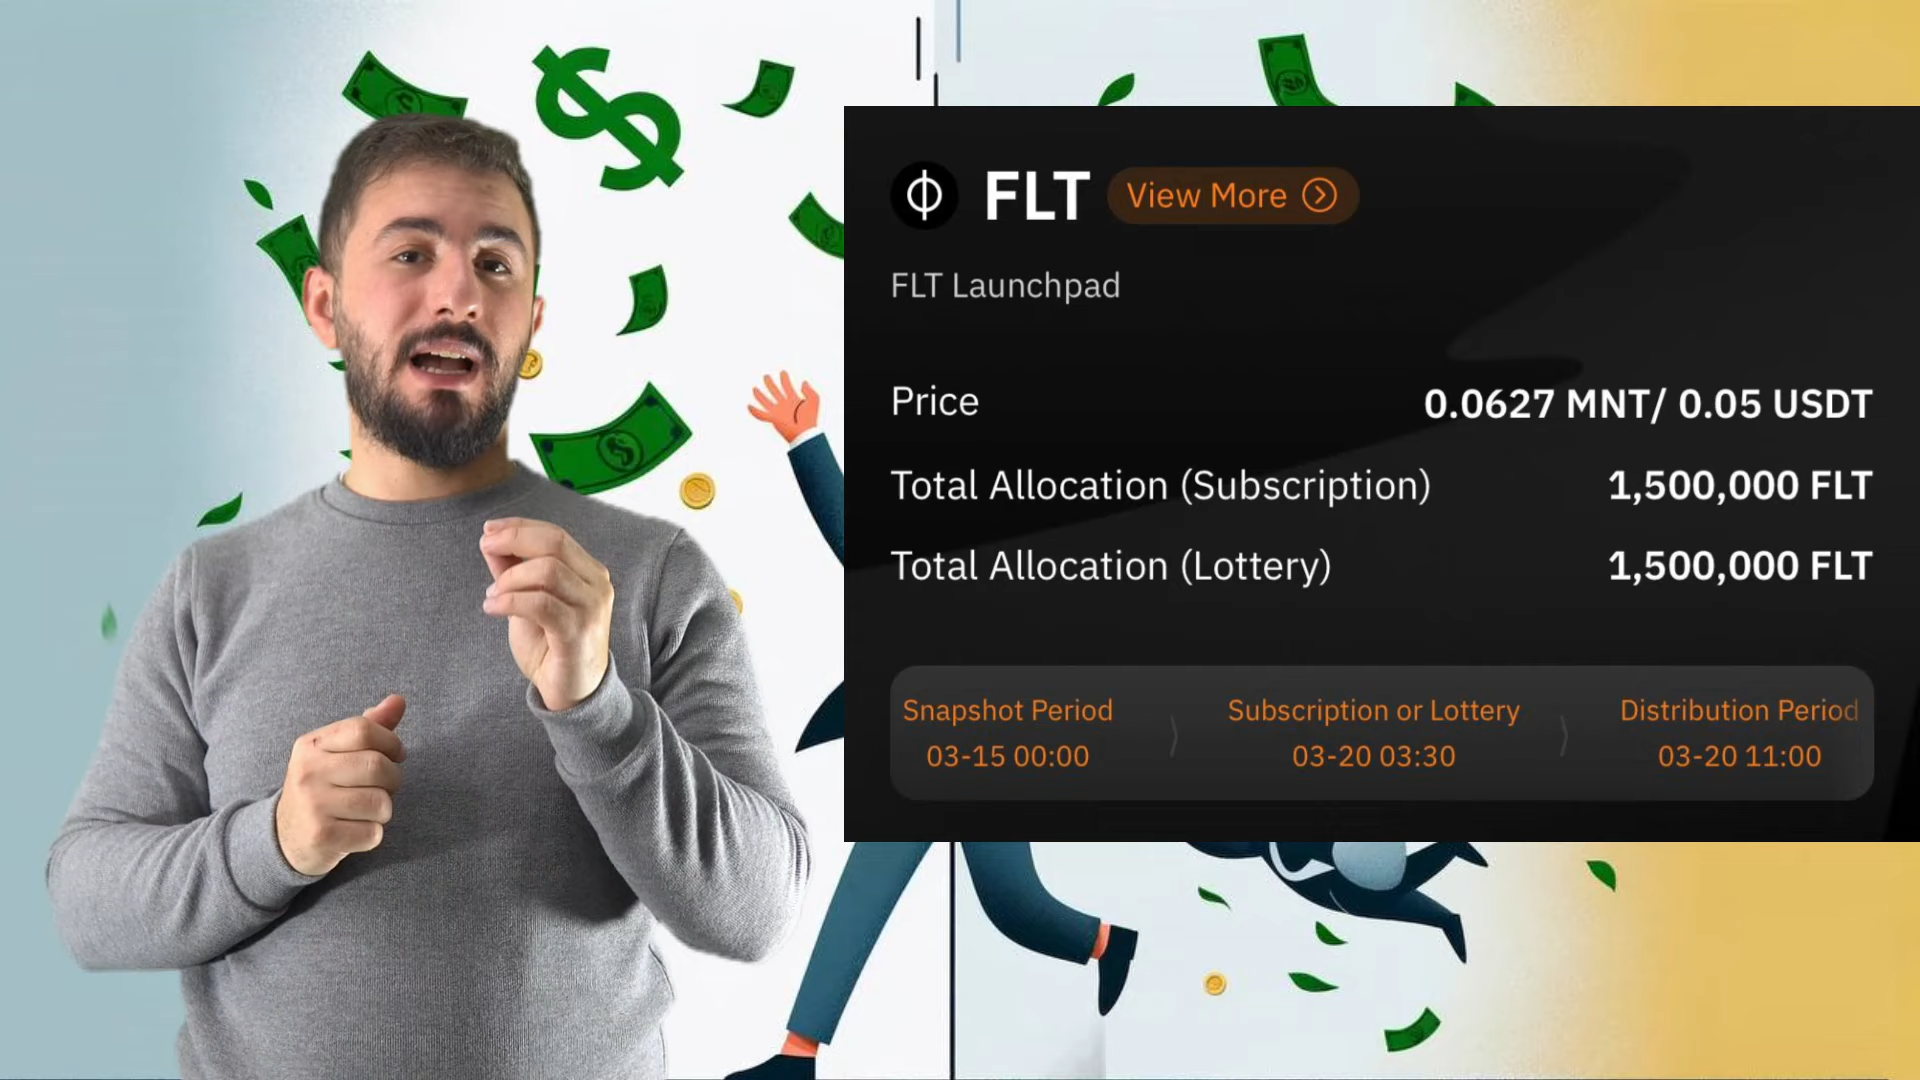 FLT View More
FLT Launchpad
Price 0.0627 MNT/ 0.05 USDT
Total Allocation (Subscription) 1,500,000 FLT
Total Allocation (Lottery) 1,500,000 FLT
Snapshot Period Subscription or Lottery Distribution Period
03-15 00:00 03-20 03:30 03-20 11:00